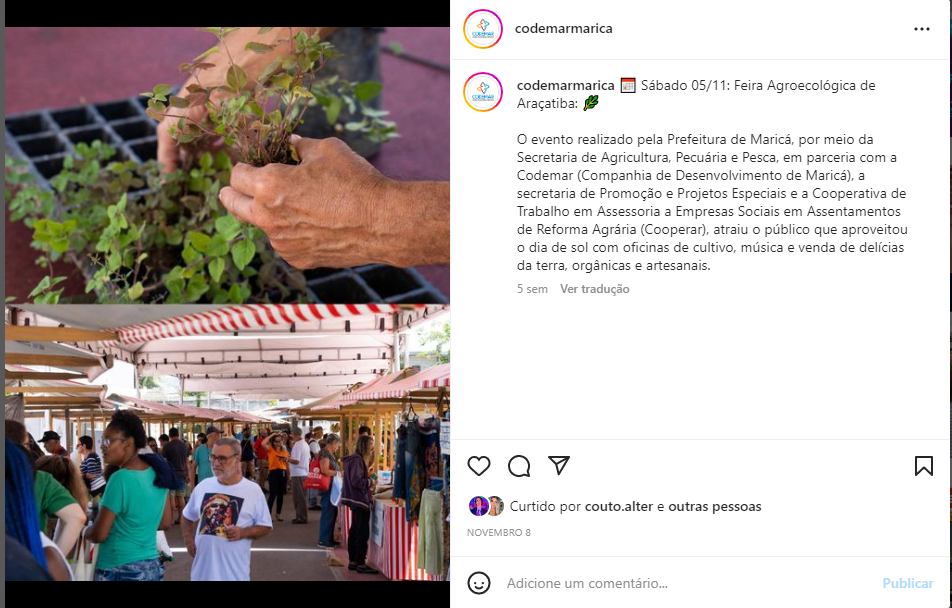 codemarmarica
codemarmarica 📅 Sábado 05/11: Feira Agroecológica de
Araçatiba: 🌿
O evento realizado pela Prefeitura de Maricá, por meio da
Secretaria de Agricultura, Pecuária e Pesca, em parceria com a
Codemar (Companhia de Desenvolvimento de Maricá), a
secretaria de Promoção e Projetos Especiais e a Cooperativa de
Trabalho em Assessoria a Empresas Sociais em Assentamentos
de Reforma Agrária (Cooperar), atraiu o público que aproveitou
o dia de sol com oficinas de cultivo, música e venda de delícias
da terra, orgânicas e artesanais.
5 sem Ver tradução
Curtido por couto.alter e outras pessoas
NOVEMBRO 8
Adicione um comentário... Publicar